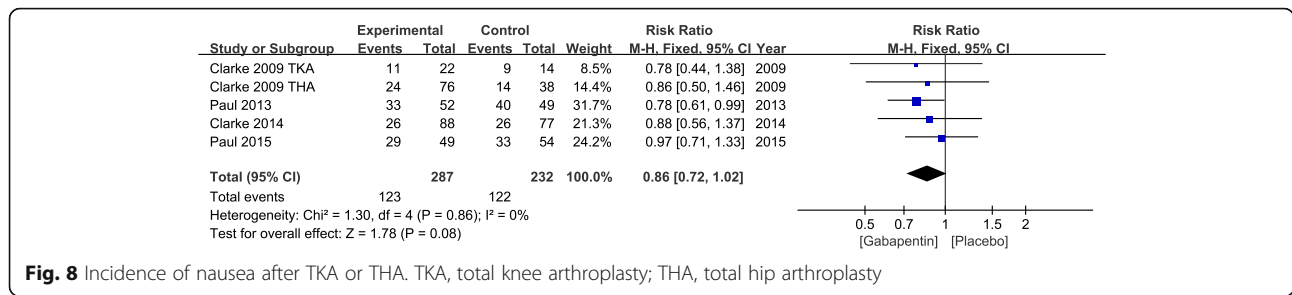 Experimental Control Risk Ratio Risk Ratio
Study or Subgroup Events Total Events Total Weight M-H. Fixed, 95% CI Year M-H. Fixed, 95% CI
Clarke 2009 TKA 11 22 9 14 8.5% 0.78 [0.44, 1.38] 2009
Clarke 2009 THA 24 76 14 38 14.4% 0.86 [0.50, 1.46] 2009
Paul 2013 33 52 40 49 31.7% 0.78 [0.61, 0.99] 2013
Clarke 2014 26 88 26 77 21.3% 0.88 [0.56, 1.37] 2014
Paul 2015 29 49 33 54 24.2% 0.97 [0.71, 1.33] 2015
Total (95% CI) 287 232 100.0% 0.86 [0.72, 1.02]
Total events 123 122
Heterogeneity: Chi² = 1.30, df = 4 (P = 0.86); I² = 0%
Test for overall effect: Z = 1.78 (P = 0.08)
0.5 0.7 1 1.5 2
[Gabapentin] [Placebo]
Fig. 8 Incidence of nausea after TKA or THA. TKA, total knee arthroplasty; THA, total hip arthroplasty